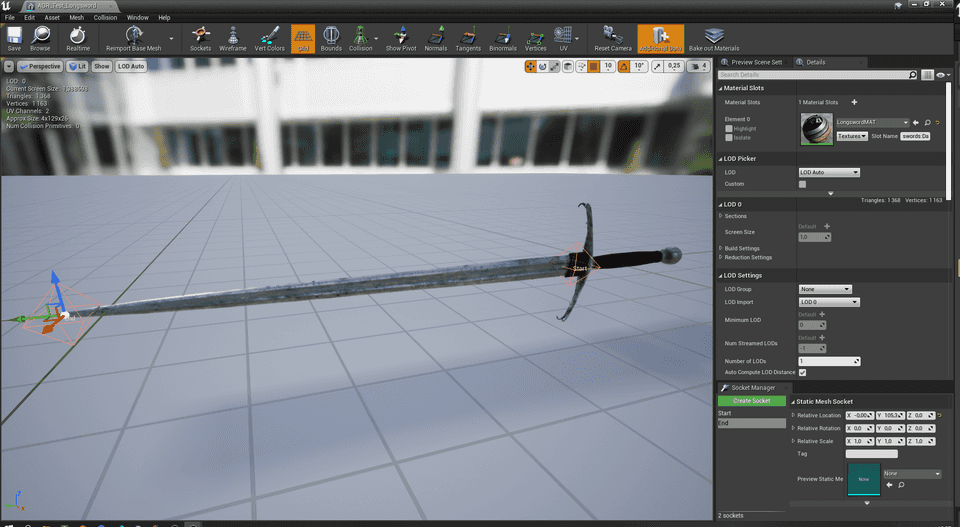 AGR_Test_Longsword
File Edit Asset Mesh Collision Window Help
Save Browse Realtime Reimport Base Mesh Sockets Wireframe Vert Colors Grid Bounds Collision Show Pivot Normals Tangents Binormals Vertices UV Reset Camera Additional Data Bake out Materials
Perspective Lit Show LOD Auto
10 10° 0,25 4
LOD: 0
Current Screen Size:
Triangles: 1 368
Vertices: 1 163
UV Channels: 2
Approx Size: 4x129x26
Num Collision Primitives: 0
Start
Preview Scene Sett Details
Search Details
Material Slots
Material Slots 1 Material Slots
Element 0
Highlight
Isolate
LongswordMAT
Textures Slot Name swords:Da
LOD Picker
LOD LOD Auto
Custom
Triangles: 1 368 Vertices: 1 163
LOD 0
Sections
Default
Screen Size 1,0
Build Settings
Reduction Settings
LOD Settings
LOD Group None
LOD Import LOD 0
Default
Minimum LOD 0
Default
Num Streamed LODs -1
Number of LODs 1
Auto Compute LOD Distance
Socket Manager
Create Socket
Start
End
2 sockets
Static Mesh Socket
Relative Location X -0,00 Y 105,3 Z 0,0
Relative Rotation X 0,0 Y 0,0 Z 0,0
Relative Scale X 1,0 Y 1,0 Z 1,0
Tag
Preview Static Me None None